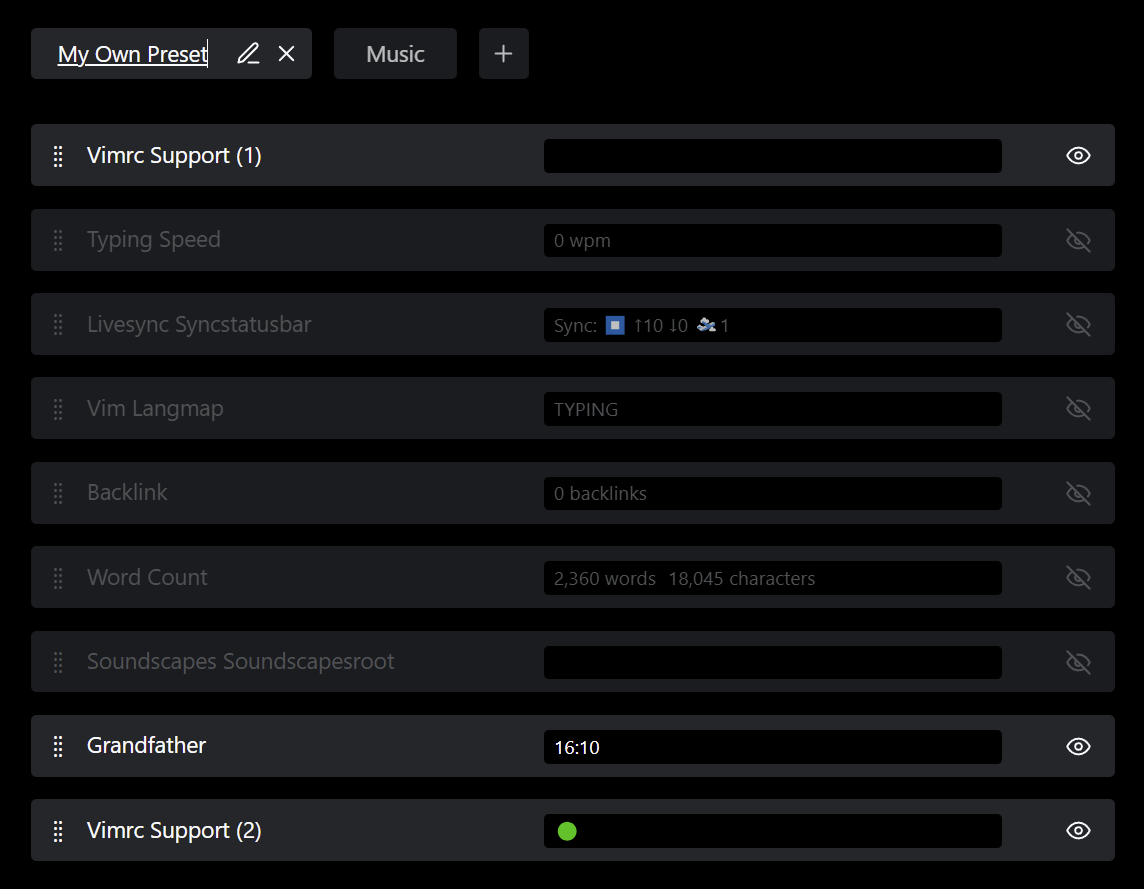 My Own Preset Music
Vimrc Support (1)
Typing Speed 0 wpm
Livesync Syncstatusbar Sync: ↑10 ↓0 1
Vim Langmap TYPING
Backlink 0 backlinks
Word Count 2,360 words 18,045 characters
Soundscapes Soundscapesroot
Grandfather 16:10
Vimrc Support (2)